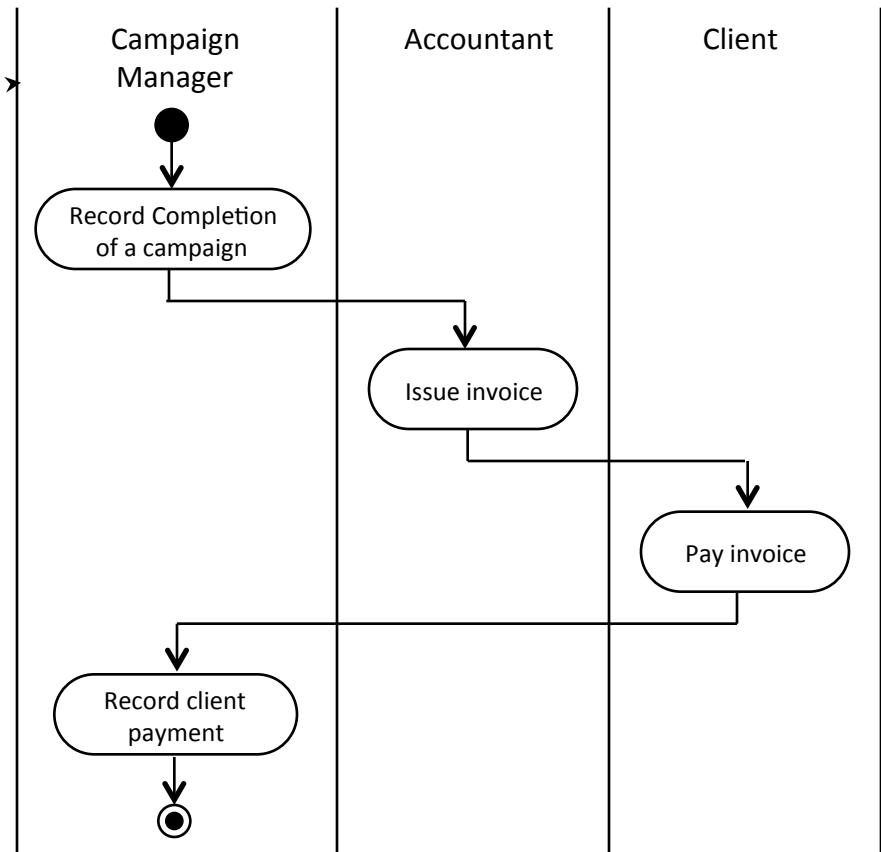 Campaign
Manager
Accountant
Client
Record Completion
of a campaign
Issue invoice
Pay invoice
Record client
payment